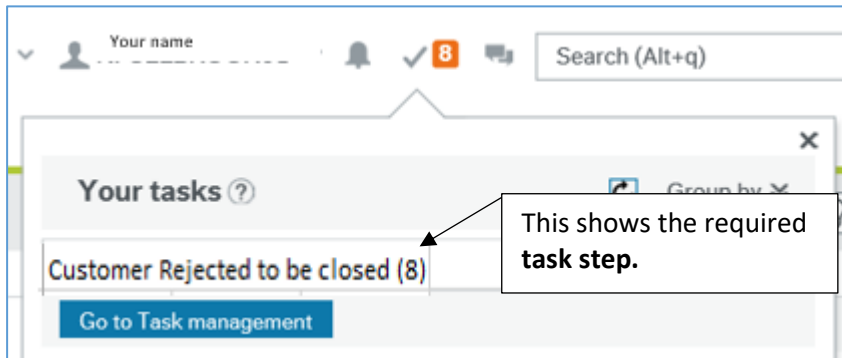 Your name
8
Search (Alt+q)
Your tasks ?
Group by
This shows the required
task step.
Customer Rejected to be closed (8)
Go to Task management